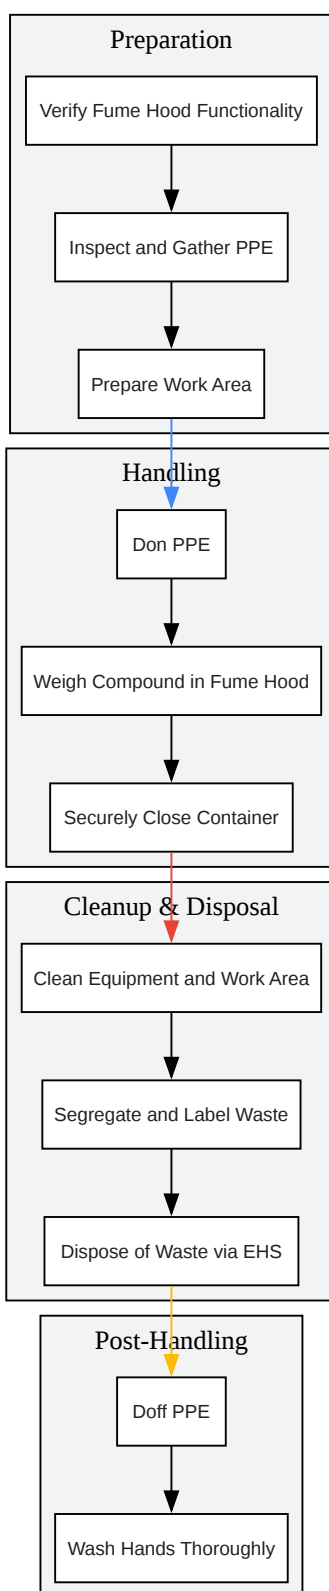 Preparation
Verify Fume Hood Functionality
Inspect and Gather PPE
Prepare Work Area
Handling
Don PPE
Weigh Compound in Fume Hood
Securely Close Container
Cleanup & Disposal
Clean Equipment and Work Area
Segregate and Label Waste
Dispose of Waste via EHS
Post-Handling
Doff PPE
Wash Hands Thoroughly